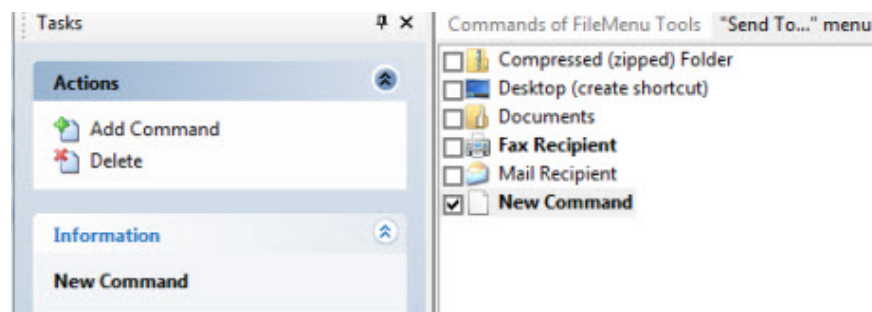 Tasks
Actions
Add Command
Delete
Information
New Command
Commands of FileMenu Tools "Send To..." menu
Compressed (zipped) Folder
Desktop (create shortcut)
Documents
Fax Recipient
Mail Recipient
New Command